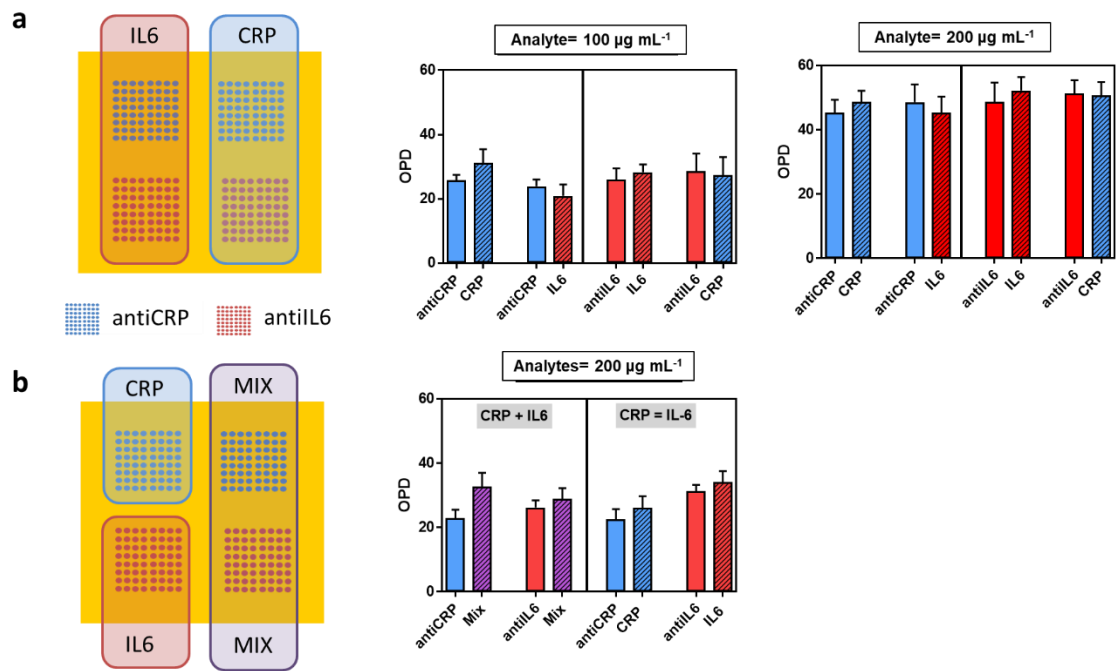 a
IL6 CRP
antiCRP antiIL6
Analyte= 100 µg mL-1
OPD
60
40
20
0
antiCRP CRP antiCRP IL6 antiIL6 IL6 antiIL6 CRP
Analyte= 200 µg mL-1
OPD
60
40
20
0
antiCRP CRP antiCRP IL6 antiIL6 IL6 antiIL6 CRP
b
CRP MIX
IL6 MIX
Analytes= 200 µg mL-1
CRP + IL6 CRP = IL-6
OPD
60
40
20
0
antiCRP Mix antiIL6 Mix antiCRP CRP antiIL6 IL6